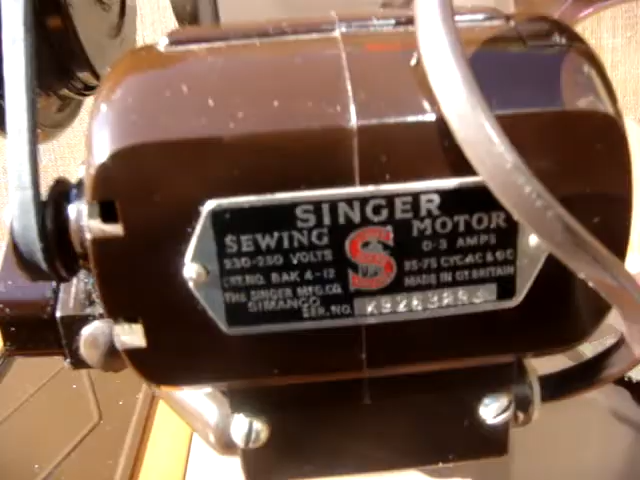 SINGER
SEWING S MOTOR
230-250 VOLTS 0·3 AMPS
CAT.NO. BAK 4-12 25-75 CYC.AC & DC
THE SINGER MFG.CO. MADE IN GT BRITAIN
SIMANCO
SER.NO.